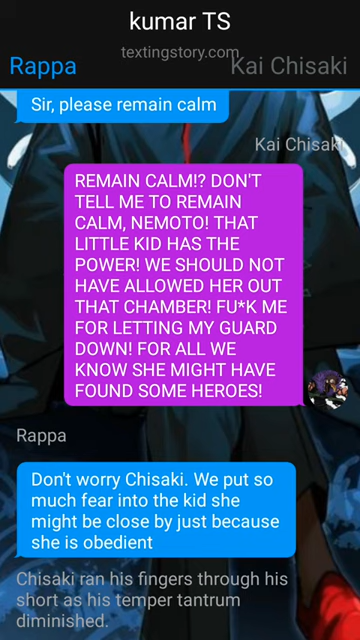 kumar TS
textingstory.com
Rappa
Kai Chisaki
Sir, please remain calm
Kai Chisaki
REMAIN CALM!? DON'T
TELL ME TO REMAIN
CALM, NEMOTO! THAT
LITTLE KID HAS THE
POWER! WE SHOULD NOT
HAVE ALLOWED HER OUT
THAT CHAMBER! FU*K ME
FOR LETTING MY GUARD
DOWN! FOR ALL WE
KNOW SHE MIGHT HAVE
FOUND SOME HEROES!
Rappa
Don't worry Chisaki. We put so
much fear into the kid she
might be close by just because
she is obedient
Chisaki ran his fingers through his
short as his temper tantrum
diminished.